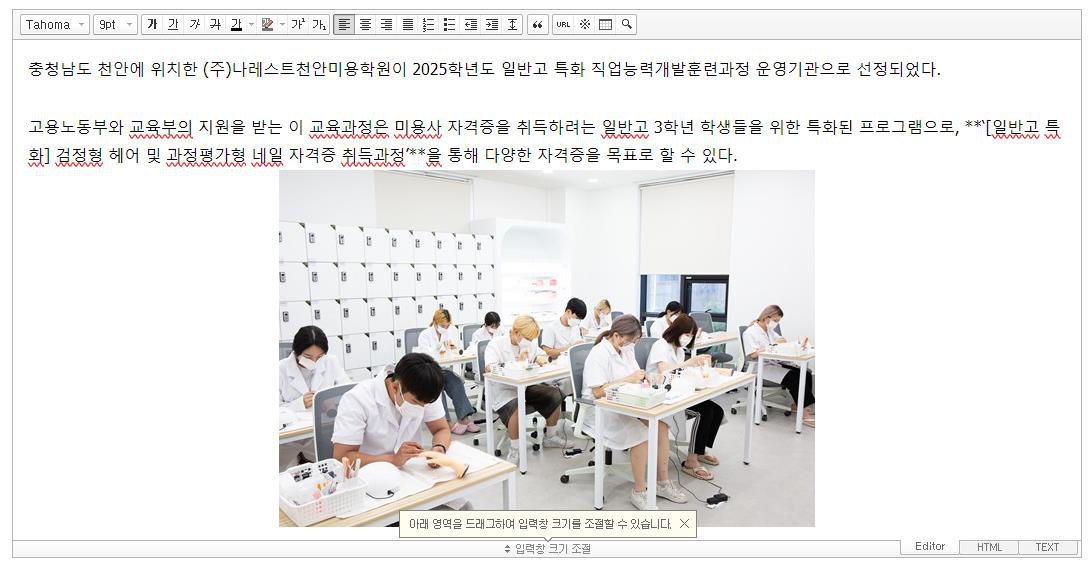 Tahoma 9pt 가 가 가 가 가 가 가² 가₂ “ URL ※
충청남도 천안에 위치한 (주)나레스트천안미용학원이 2025학년도 일반고 특화 직업능력개발훈련과정 운영기관으로 선정되었다.
고용노동부와 교육부의 지원을 받는 이 교육과정은 미용사 자격증을 취득하려는 일반고 3학년 학생들을 위한 특화된 프로그램으로, **‘[일반고 특
화] 검정형 헤어 및 과정평가형 네일 자격증 취득과정’**을 통해 다양한 자격증을 목표로 할 수 있다.
아래 영역을 드래그하여 입력창 크기를 조절할 수 있습니다.
입력창 크기 조절
Editor HTML TEXT